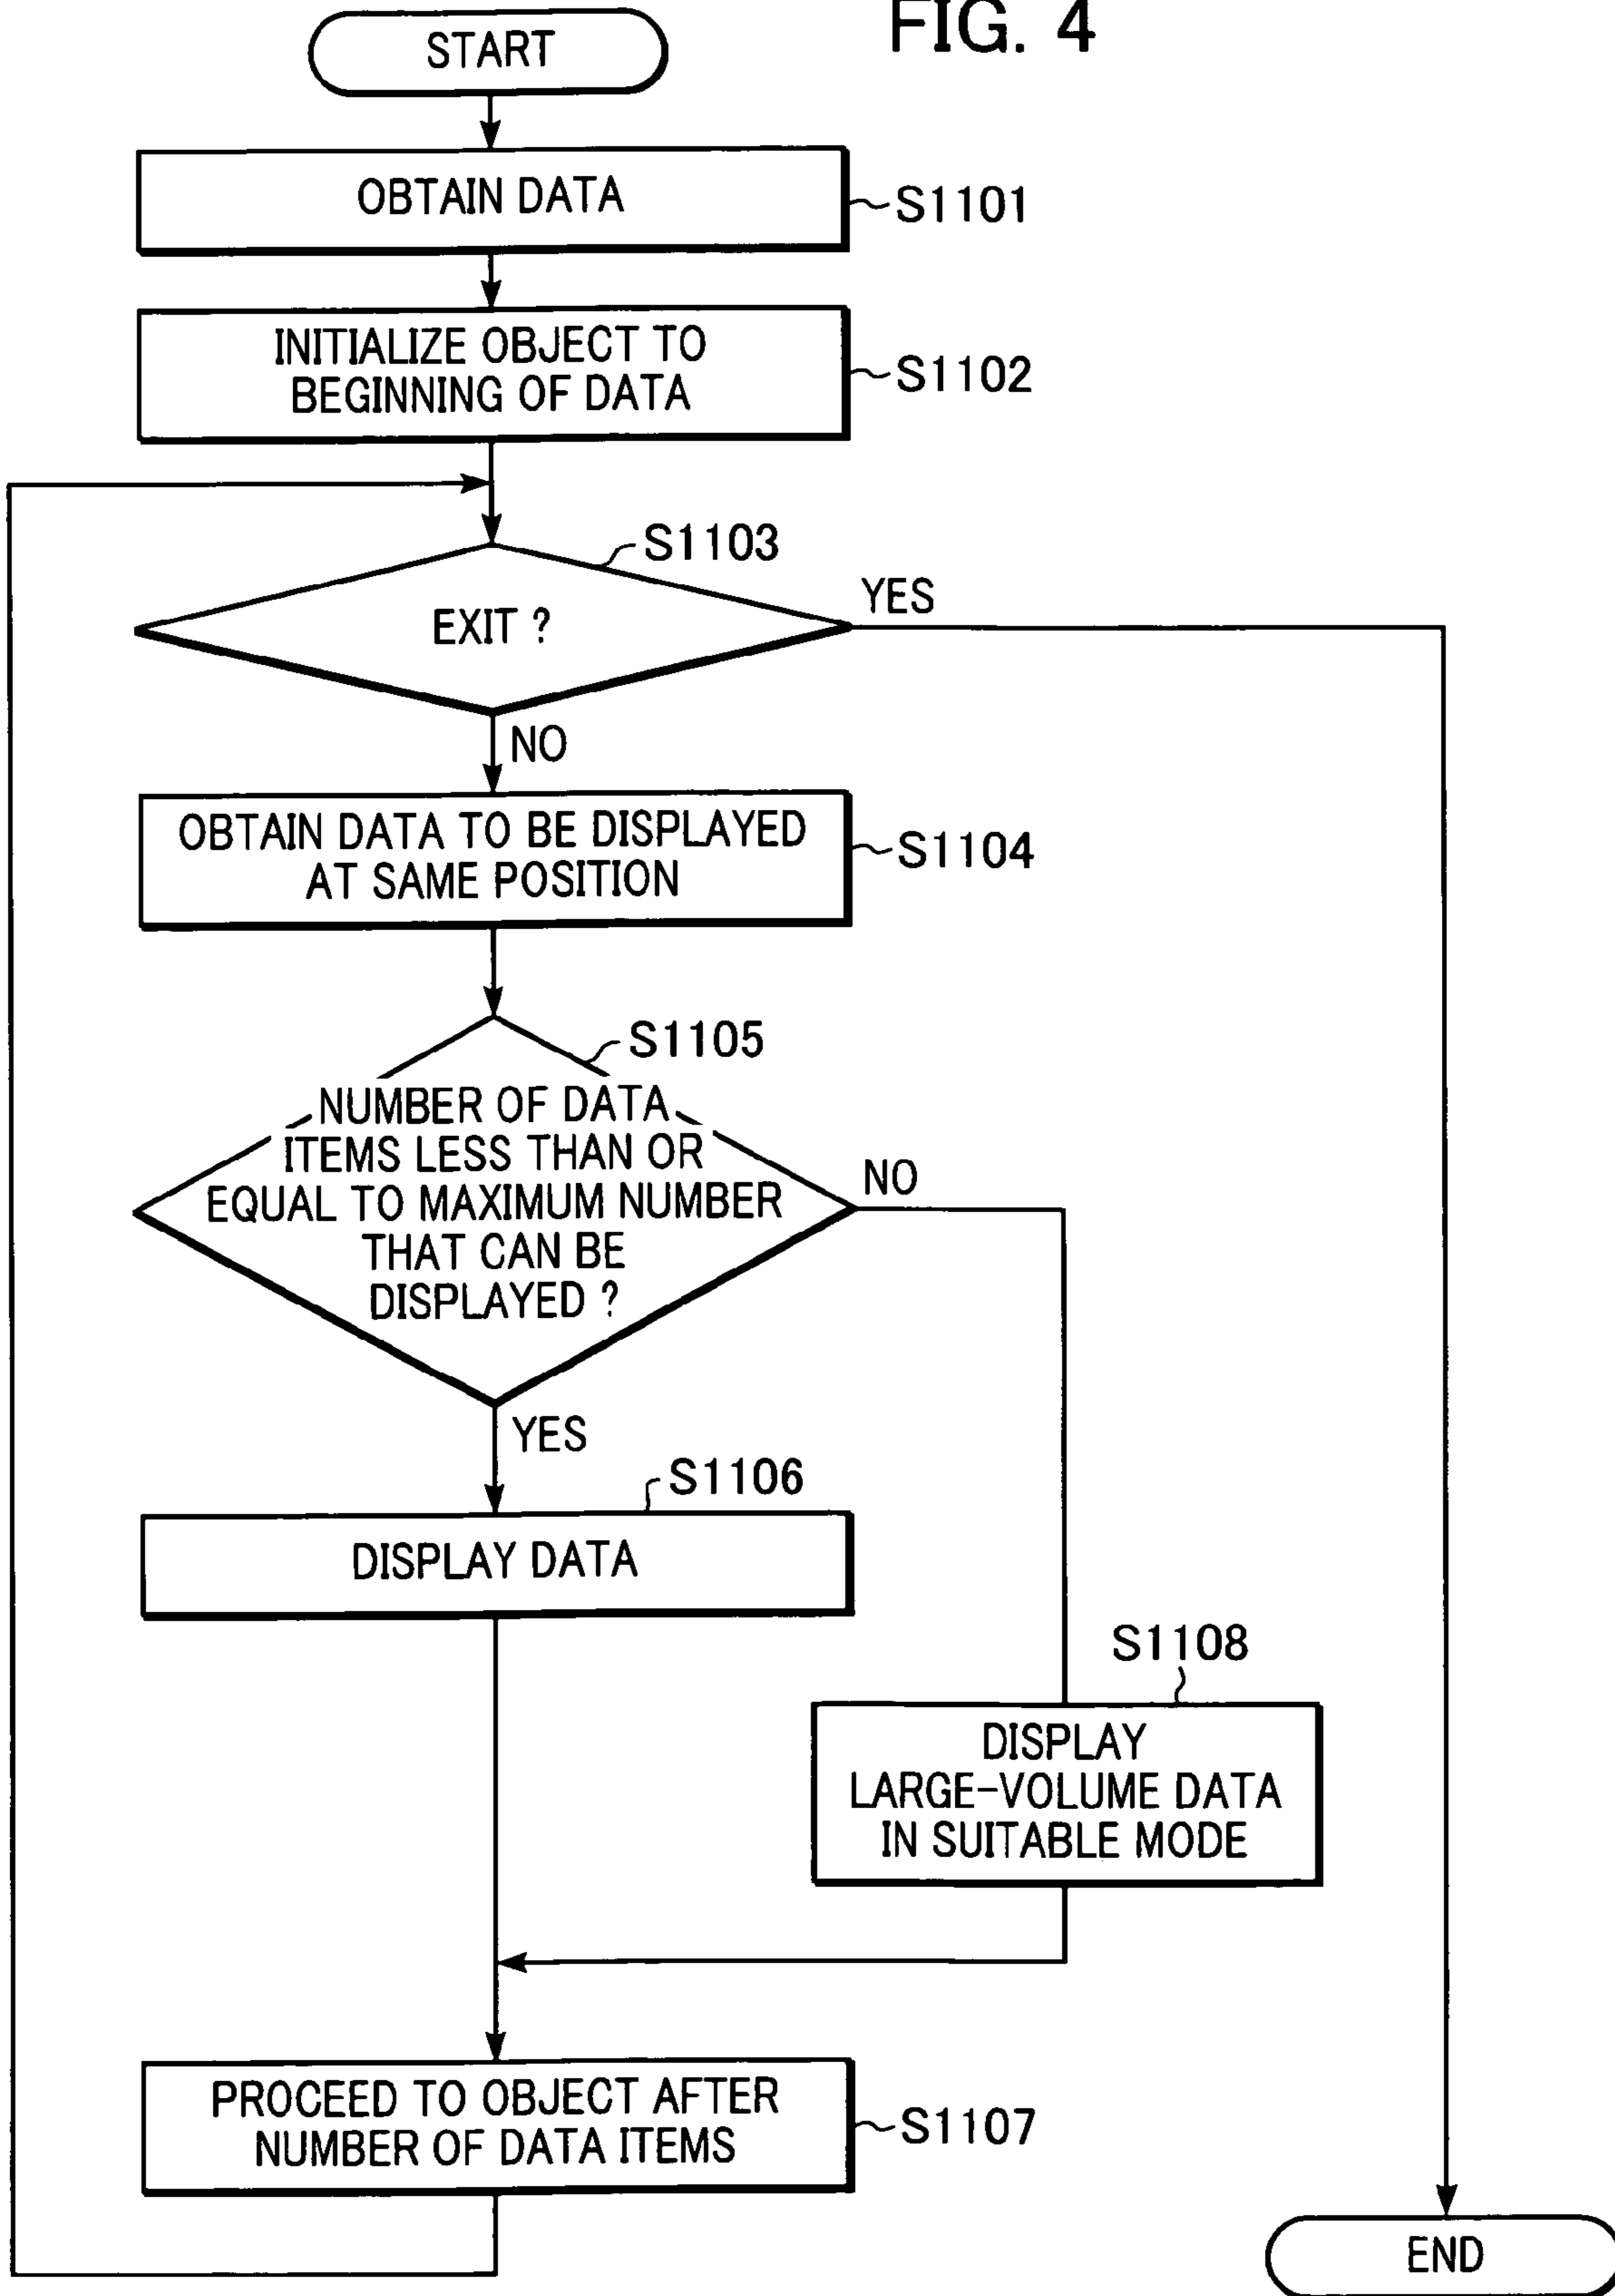 FIG. 4
START
OBTAIN DATA
S1101
INITIALIZE OBJECT TO
BEGINNING OF DATA
S1102
S1103
EXIT ?
YES
NO
OBTAIN DATA TO BE DISPLAYED
AT SAME POSITION
S1104
S1105
NUMBER OF DATA
ITEMS LESS THAN OR
EQUAL TO MAXIMUM NUMBER
THAT CAN BE
DISPLAYED ?
NO
YES
S1106
DISPLAY DATA
S1108
DISPLAY
LARGE-VOLUME DATA
IN SUITABLE MODE
PROCEED TO OBJECT AFTER
NUMBER OF DATA ITEMS
S1107
END